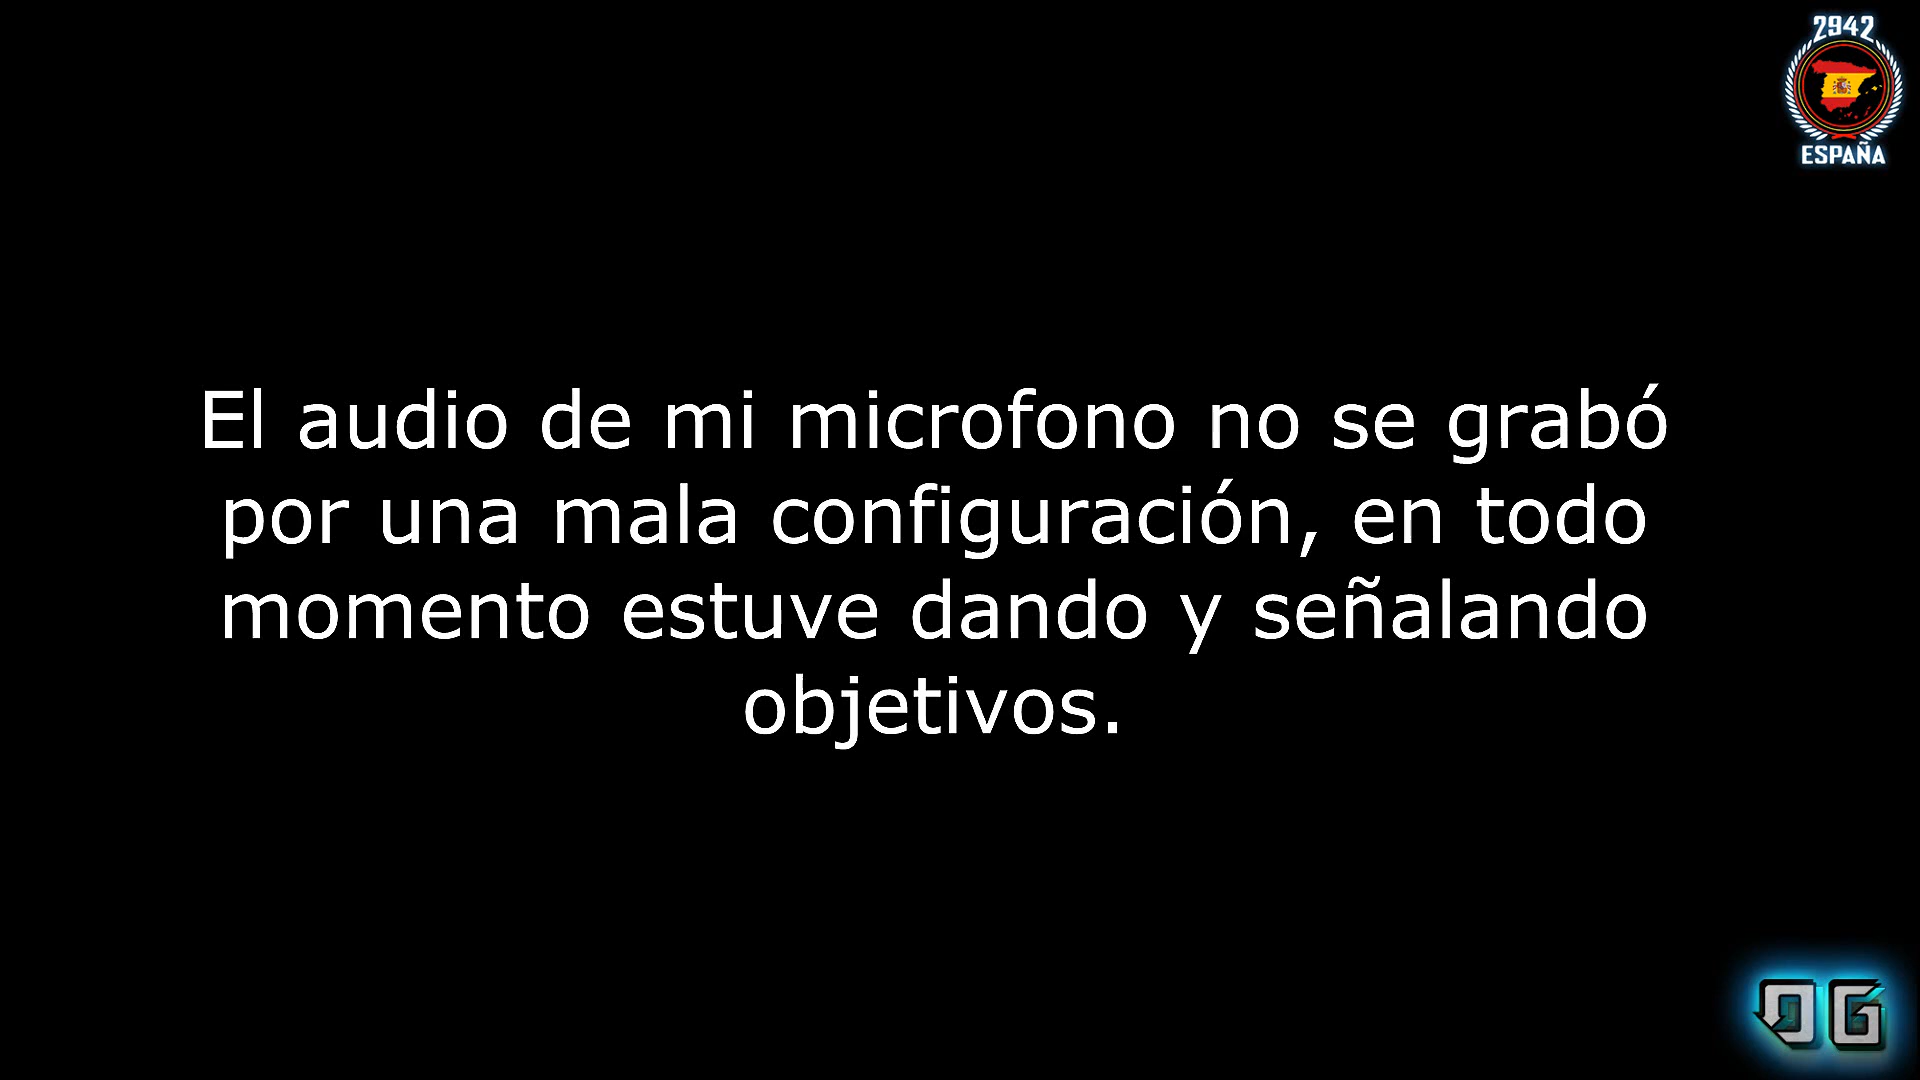 2942
ESPAÑA
El audio de mi microfono no se grabó
por una mala configuración, en todo
momento estuve dando y señalando
objetivos.